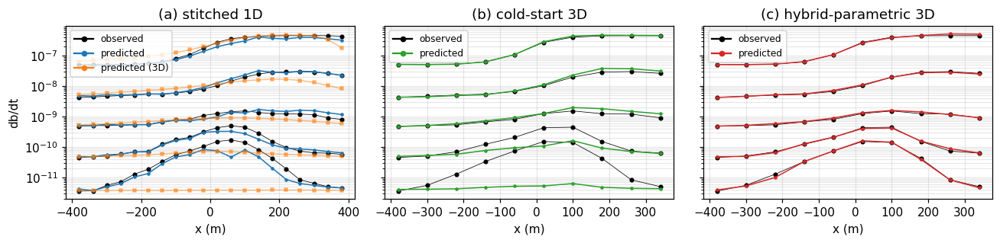 (a) stitched 1D
(b) cold-start 3D
(c) hybrid-parametric 3D
observed
predicted
predicted (3D)
observed
predicted
observed
predicted
db/dt
10⁻⁷
10⁻⁸
10⁻⁹
10⁻¹⁰
10⁻¹¹
−400 −200 0 200 400
−400 −300 −200 −100 0 100 200 300
−400 −300 −200 −100 0 100 200 300
x (m)
x (m)
x (m)